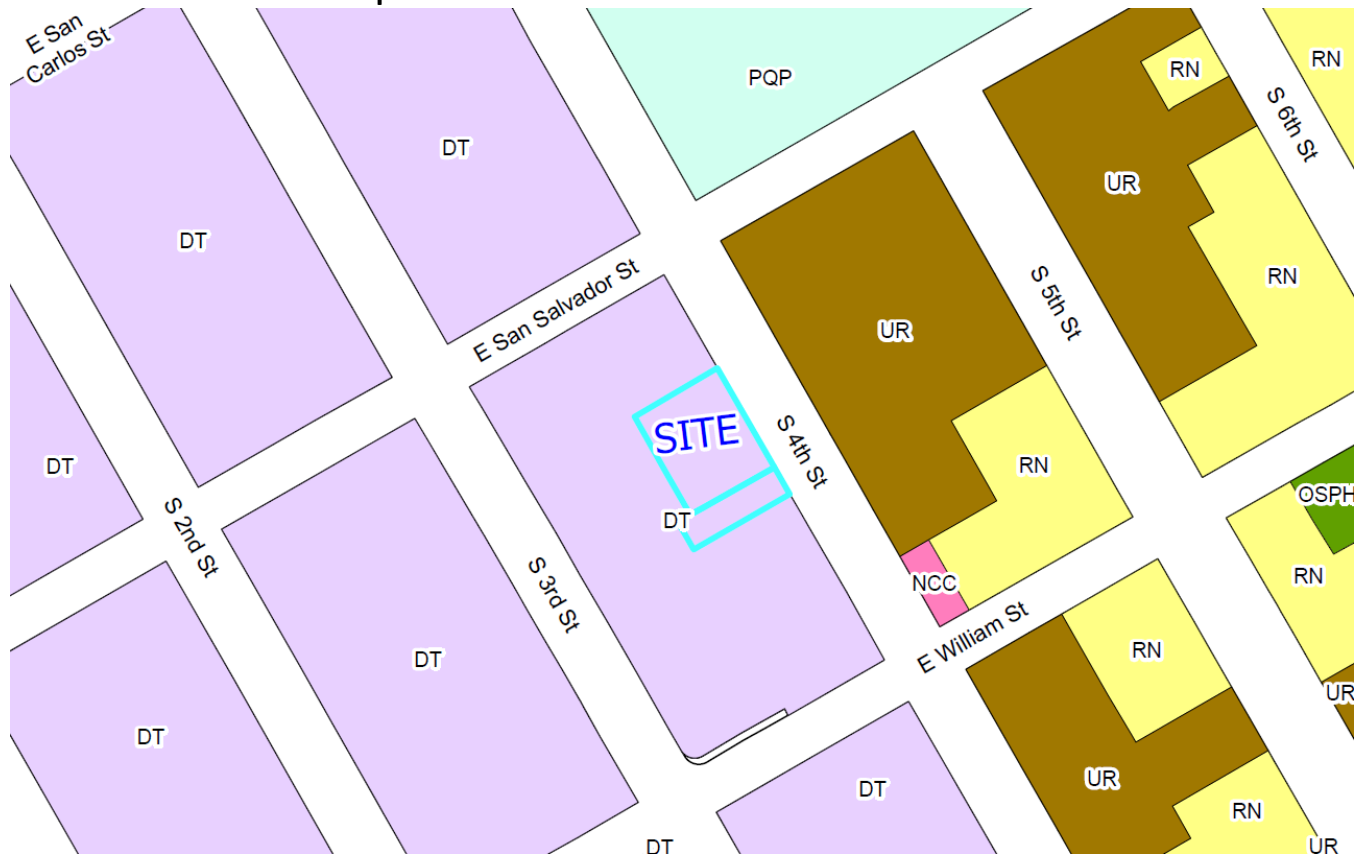 E San
Carlos St
PQP
RN
RN
S 6th St
DT
UR
DT
RN
E San Salvador St
S 5th St
UR
SITE
S 4th St
DT
RN
OSPH
S 2nd St
DT
RN
S 3rd St
NCC
E William St
DT
RN
UR
DT
UR
DT
RN
DT
UR